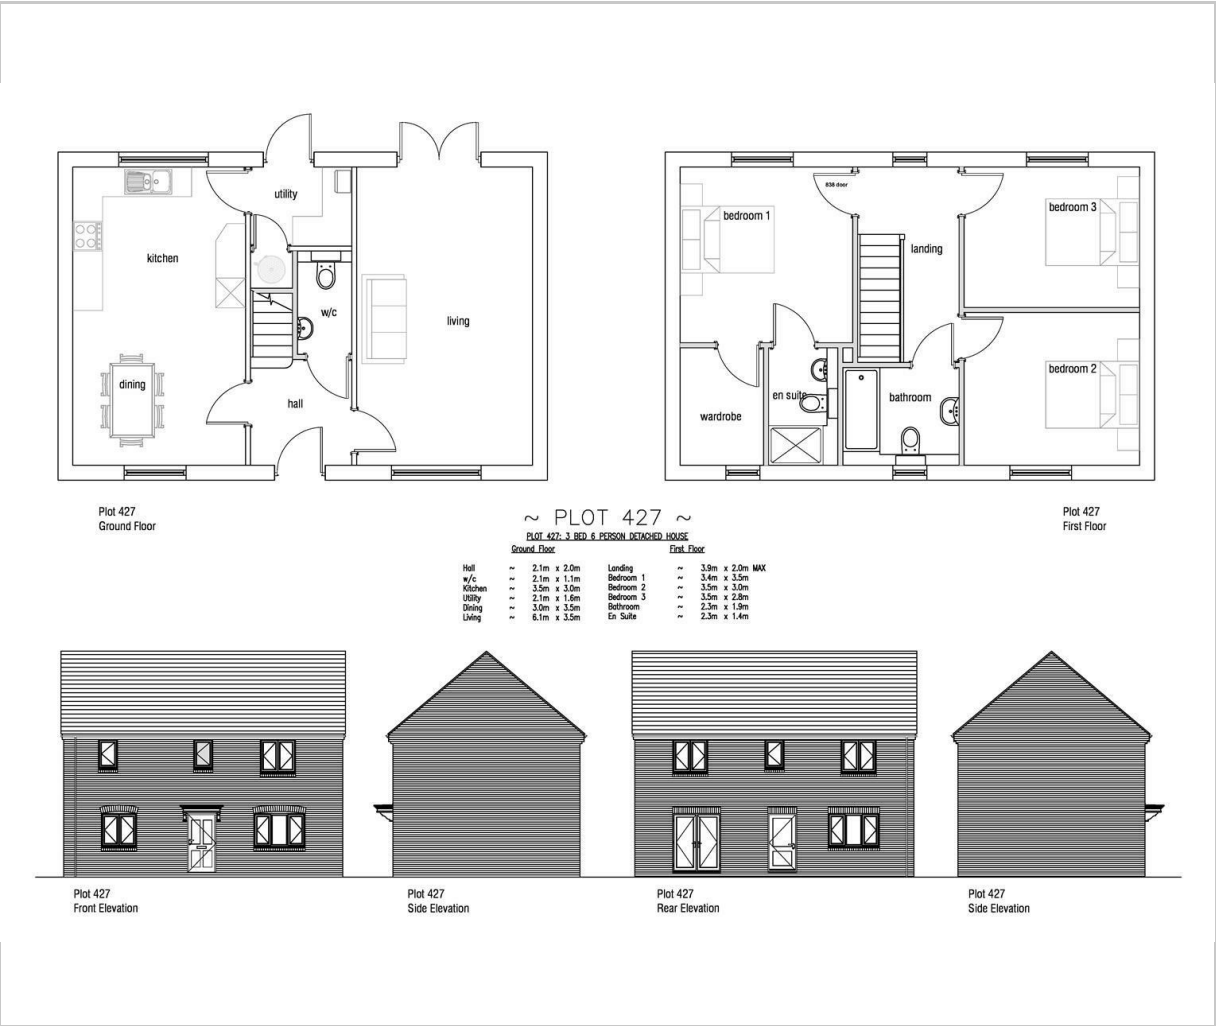 utility
kitchen
w/c
living
dining
hall
838 door
bedroom 1
bedroom 3
landing
bedroom 2
en suite
bathroom
wardrobe
Plot 427
Ground Floor
Plot 427
First Floor
~ PLOT 427 ~
PLOT 427: 3 BED 6 PERSON DETACHED HOUSE
Ground Floor
Hall ~ 2.1m x 2.0m
w/c ~ 2.1m x 1.1m
Kitchen ~ 3.5m x 3.0m
Utility ~ 2.1m x 1.6m
Dining ~ 3.0m x 3.5m
Living ~ 6.1m x 3.5m
First Floor
Landing ~ 3.9m x 2.0m MAX
Bedroom 1 ~ 3.4m x 3.5m
Bedroom 2 ~ 3.5m x 3.0m
Bedroom 3 ~ 3.5m x 2.8m
Bathroom ~ 2.3m x 1.9m
En Suite ~ 2.3m x 1.4m
Plot 427
Front Elevation
Plot 427
Side Elevation
Plot 427
Rear Elevation
Plot 427
Side Elevation